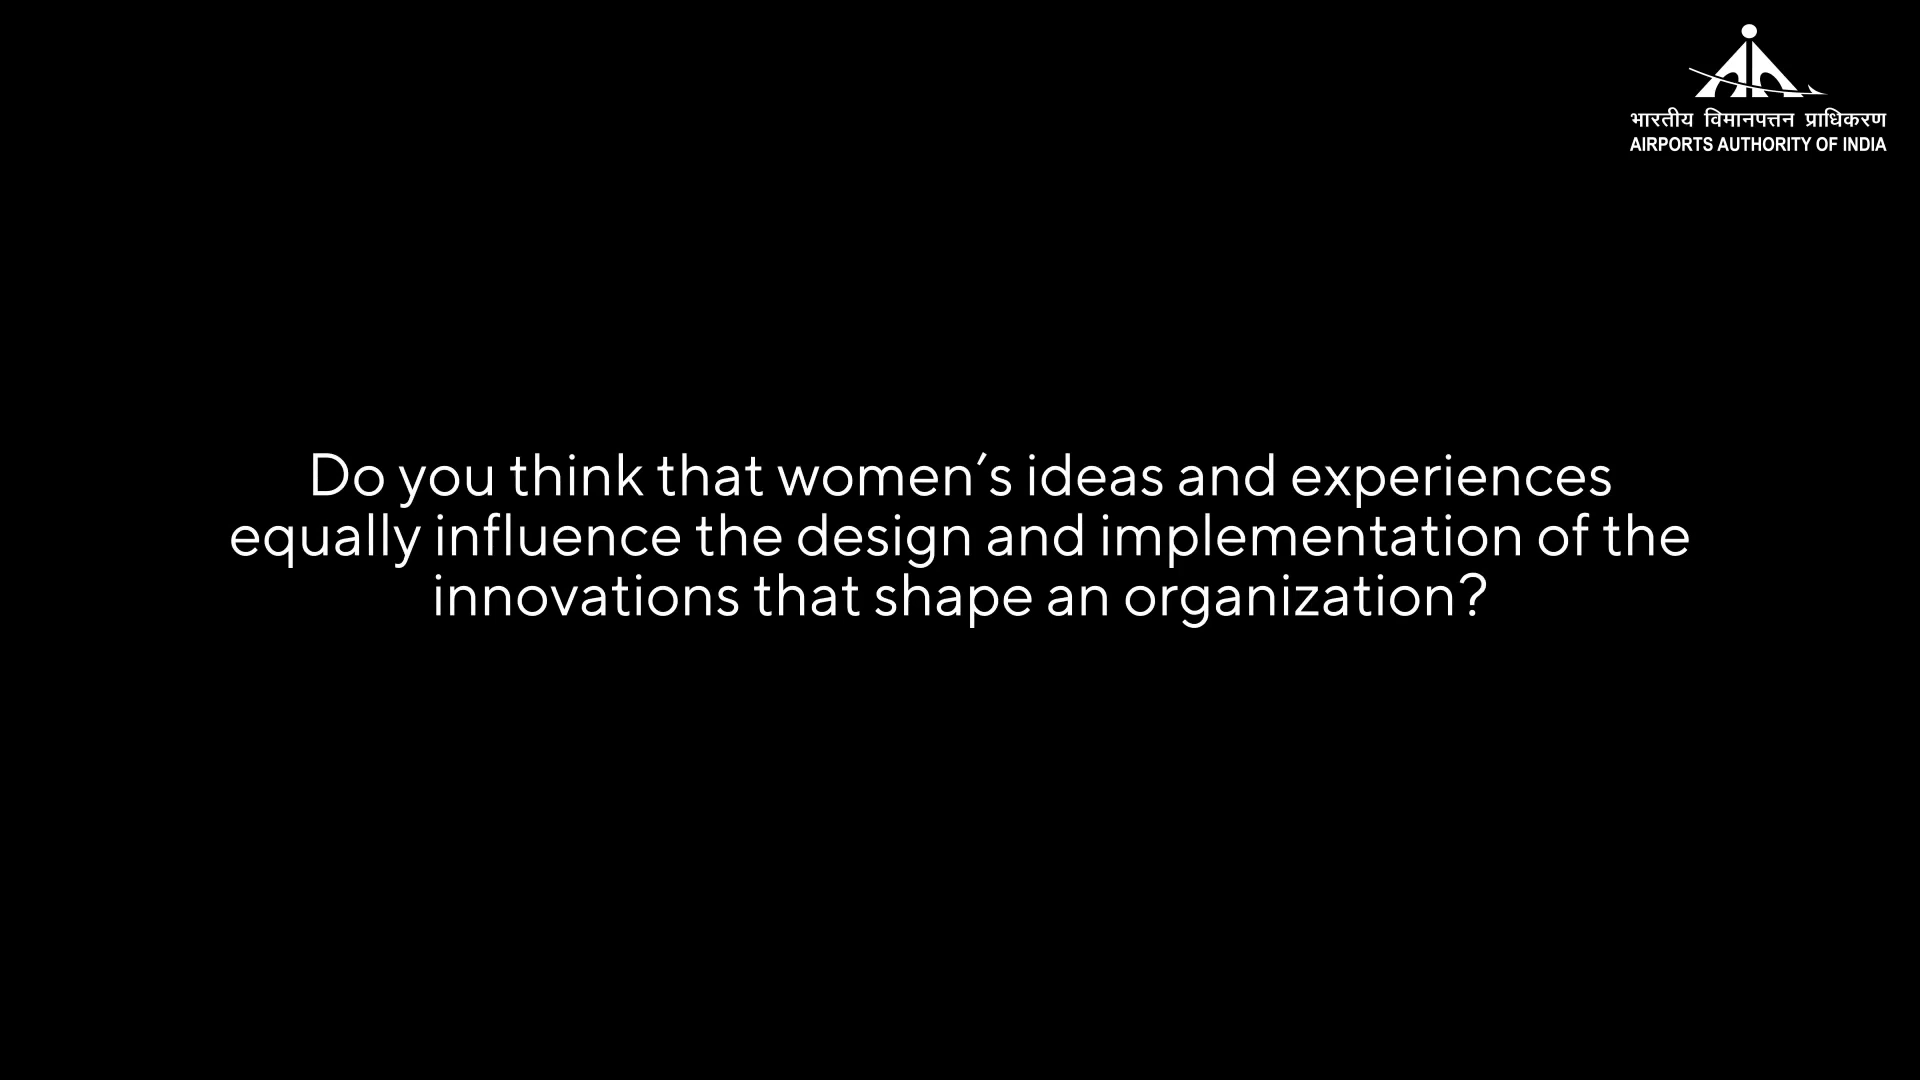 भारतीय विमानपत्तन प्राधिकरण
AIRPORTS AUTHORITY OF INDIA
Do you think that women’s ideas and experiences
equally influence the design and implementation of the
innovations that shape an organization?